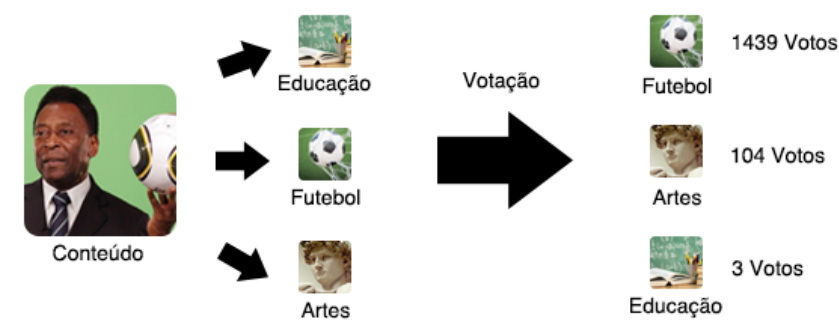 Conteúdo
Educação
Futebol
Artes
Votação
Futebol
1439 Votos
Artes
104 Votos
Educação
3 Votos